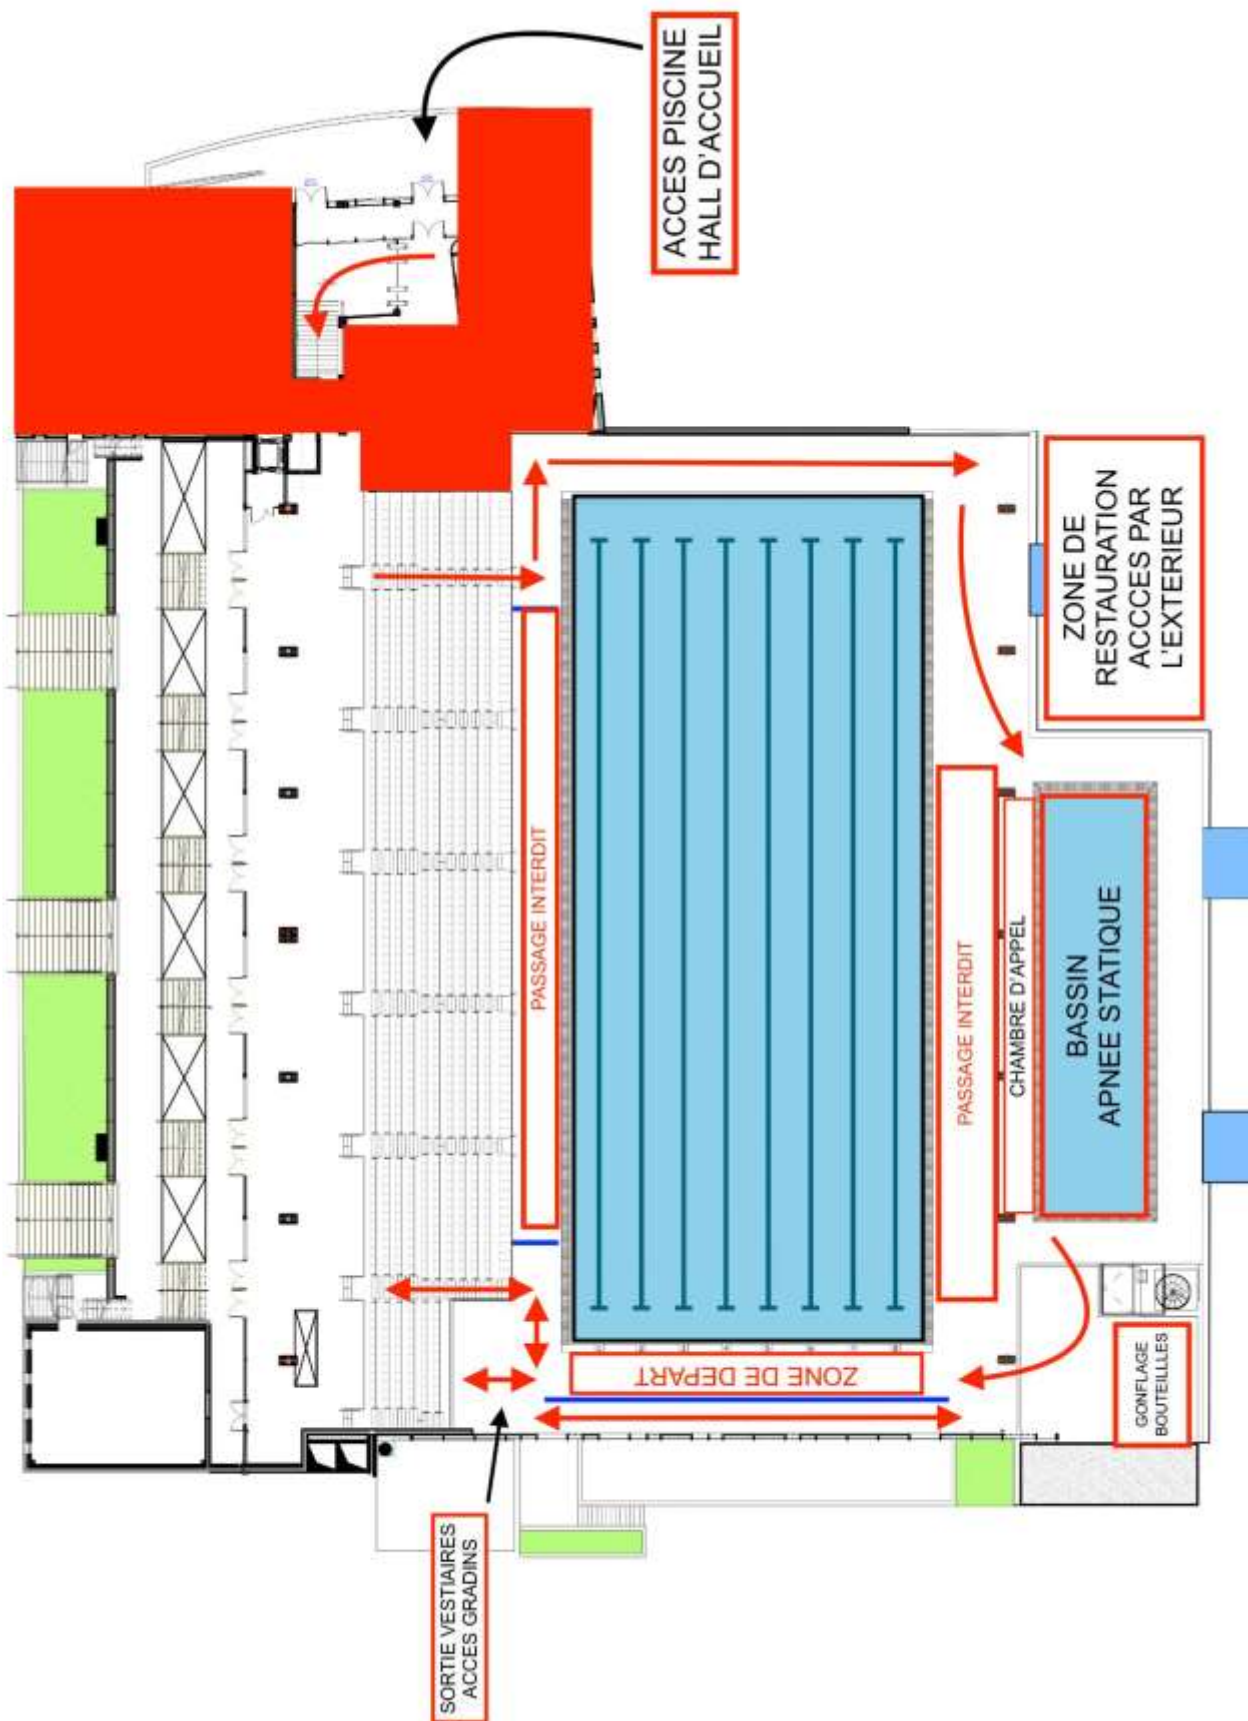 ACCES PISCINE
HALL D'ACCUEIL
ZONE DE
RESTAURATION
ACCCES PAR
L'EXTERIEUR
PASSAGE INTERDIT
PASSAGE INTERDIT
CHAMBRE D'APPEL
BASSIN
APNEE STATIQUE
ZONE DE DEPART
GONFLAGE
BOUTEILLES
SORTIE VESTIAIRES
ACCES GRADINS